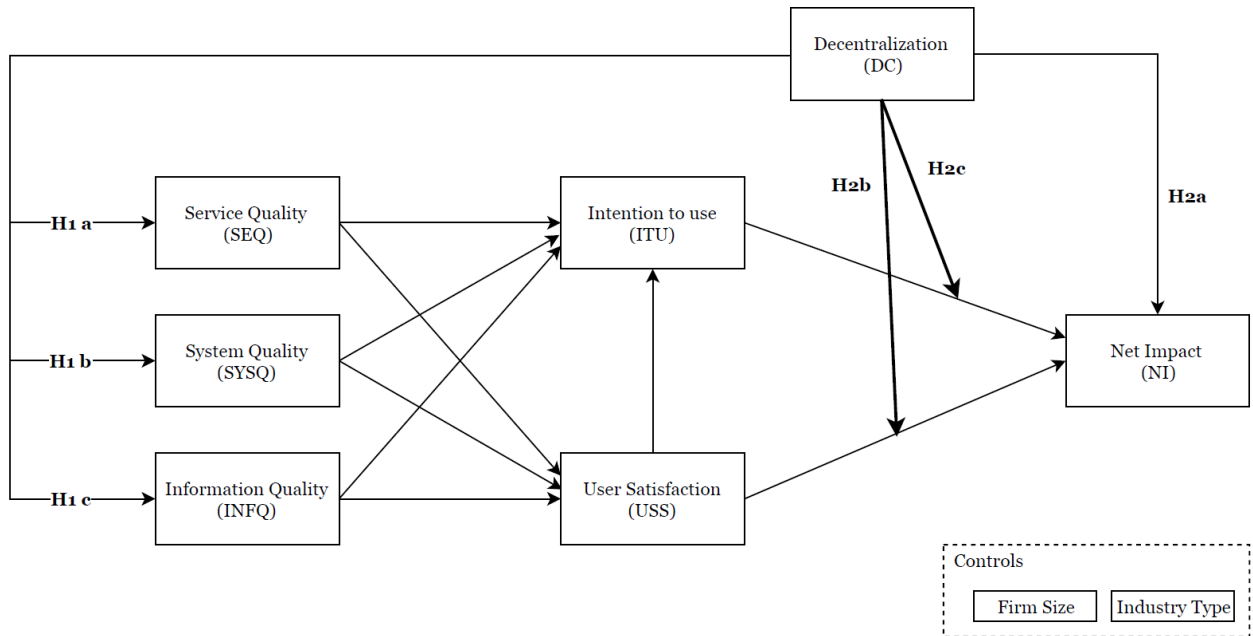 Decentralization
(DC)
H2c
H2b
H2a
Service Quality
(SEQ)
Intention to use
(ITU)
H1 a
System Quality
(SYSQ)
Net Impact
(NI)
H1 b
Information Quality
(INFQ)
User Satisfaction
(USS)
H1 c
Controls
Firm Size
Industry Type